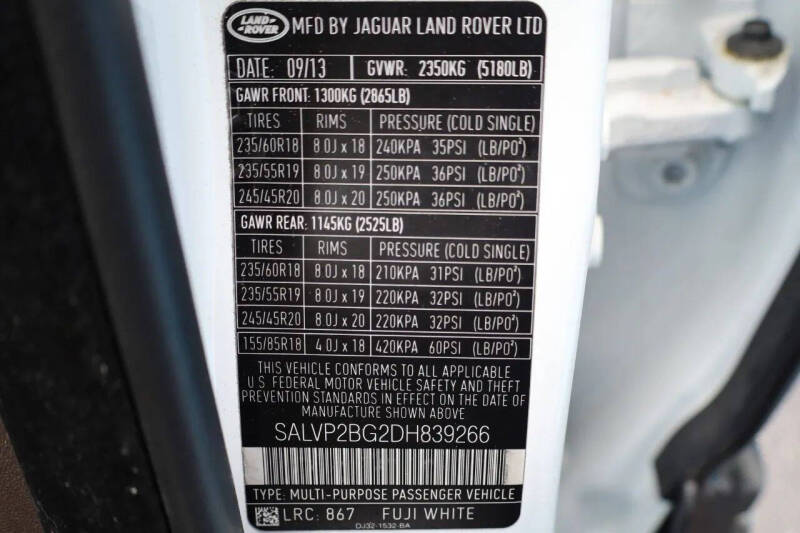 LAND ROVER MFD BY JAGUAR LAND ROVER LTD
DATE: 09/13 GVWR: 2350KG (5180LB)
GAWR FRONT: 1300KG (2865LB)
TIRES RIMS PRESSURE (COLD SINGLE)
235/60R18 8.0J x 18 240KPA 35PSI (LB/PO²)
235/55R19 8.0J x 19 250KPA 36PSI (LB/PO²)
245/45R20 8.0J x 20 250KPA 36PSI (LB/PO²)
GAWR REAR: 1145KG (2525LB)
TIRES RIMS PRESSURE (COLD SINGLE)
235/60R18 8.0J x 18 210KPA 31PSI (LB/PO²)
235/55R19 8.0J x 19 220KPA 32PSI (LB/PO²)
245/45R20 8.0J x 20 220KPA 32PSI (LB/PO²)
155/85R18 4.0J x 18 420KPA 60PSI (LB/PO²)
THIS VEHICLE CONFORMS TO ALL APPLICABLE
U.S. FEDERAL MOTOR VEHICLE SAFETY AND THEFT
PREVENTION STANDARDS IN EFFECT ON THE DATE OF
MANUFACTURE SHOWN ABOVE
SALVP2BG2DH839266
TYPE: MULTI-PURPOSE PASSENGER VEHICLE
LRC: 867 FUJI WHITE
DJ32-1532-BA